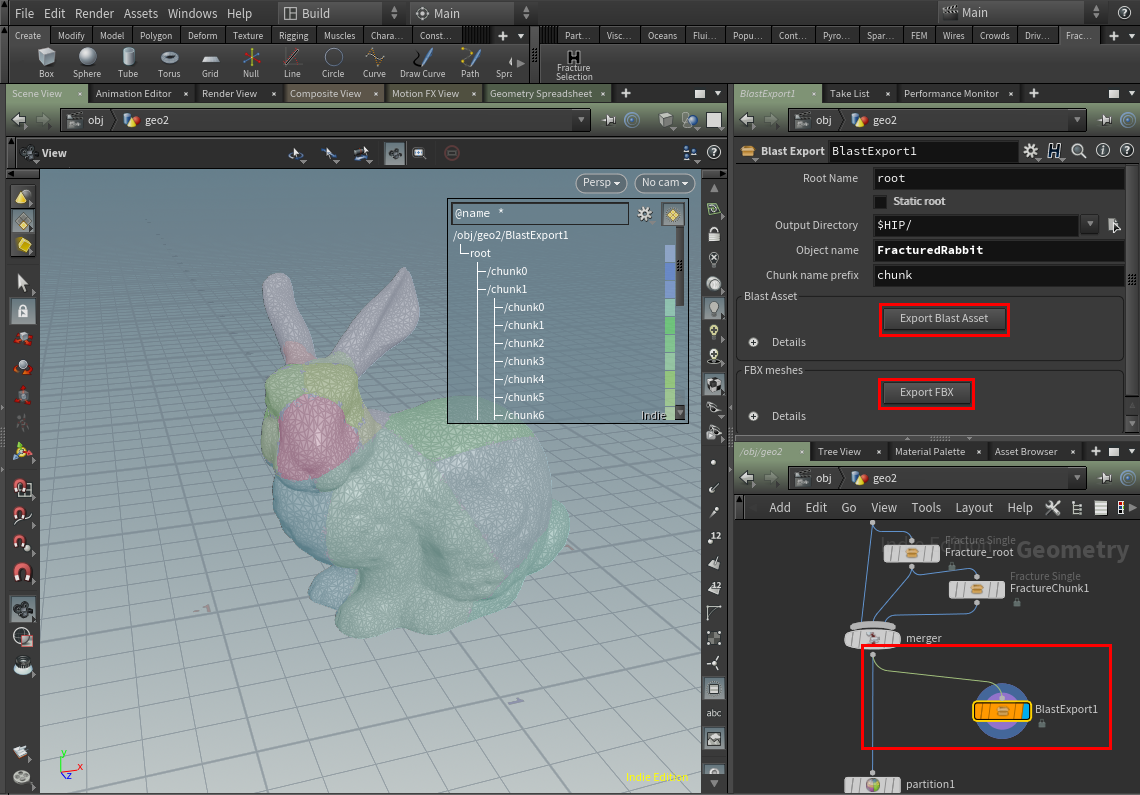 File Edit Render Assets Windows Help Build Main Main
Create Modify Model Polygon Deform Texture Rigging Muscles Chara... Const... Part... Visc... Oceans Flui... Popu... Cont... Pyro... Spar... FEM Wires Crowds Driv... Frac...
Box Sphere Tube Torus Grid Null Line Circle Curve Draw Curve Path Spra
Fracture
Selection
Scene View Animation Editor Render View Composite View Motion FX View Geometry Spreadsheet
obj geo2
View
Persp No cam
@name *
/obj/geo2/BlastExport1
root
/chunk0
/chunk1
/chunk0
/chunk1
/chunk2
/chunk3
/chunk4
/chunk5
/chunk6
Indie
-1
1
12
12
abc
Y
X
Z
Indie Edition
BlastExport1 Take List Performance Monitor
obj geo2
Blast Export BlastExport1
Root Name root
Static root
Output Directory $HIP/
Object name FracturedRabbit
Chunk name prefix chunk
Blast Asset
Export Blast Asset
Details
FBX meshes
Export FBX
Details
/obj/geo2 Tree View Material Palette Asset Browser
obj geo2
Add Edit Go View Tools Layout Help
Indie Edition Geometry
Fracture Single
Fracture_root
Fracture Single
FractureChunk1
merger
BlastExport1
partition1